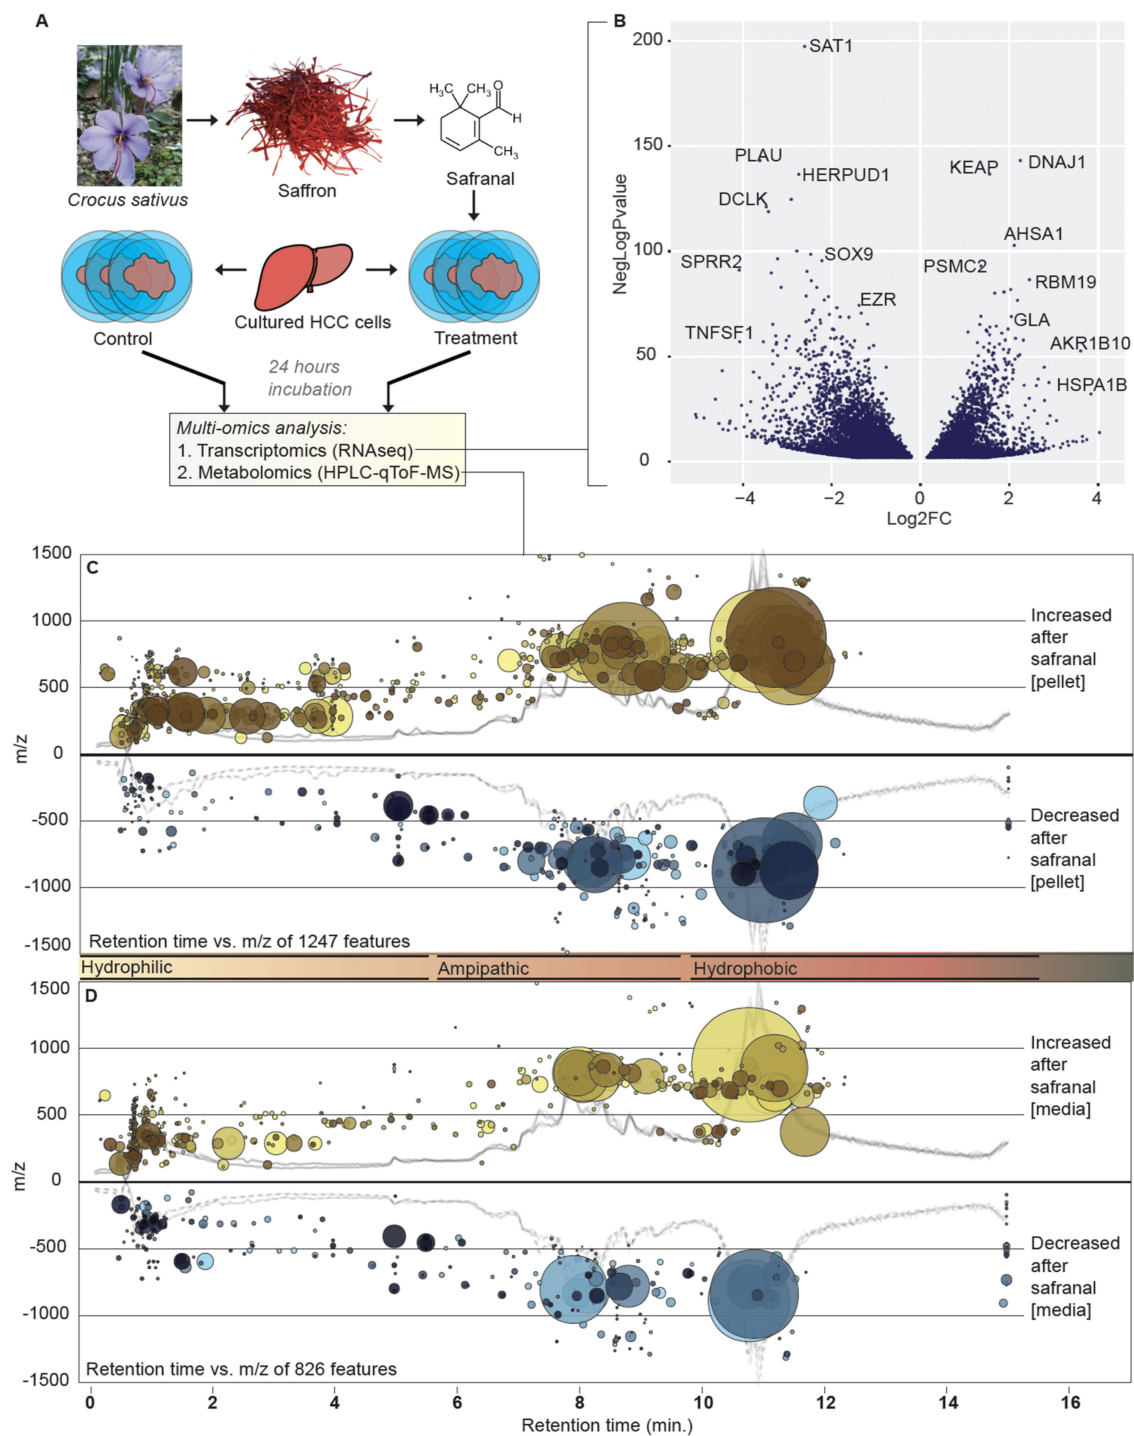 A
Crocus sativus
Saffron
H₃C
CH₃
O
H
CH₃
Safranal
Control
Cultured HCC cells
Treatment
24 hours
incubation
Multi-omics analysis:
1. Transcriptomics (RNAseq)
2. Metabolomics (HPLC-qToF-MS)
B
NegLogPvalue
200
150
100
50
0
SAT1
PLAU
HERPUD1
KEAP
DNAJ1
DCLK
AHSA1
SPRR2
SOX9
PSMC2
RBM19
EZR
GLA
TNFSF1
AKR1B10
HSPA1B
−4
−2
0
2
4
Log2FC
C
m/z
1500
1000
500
0
-500
-1000
-1500
Increased
after
safranal
[pellet]
Decreased
after
safranal
[pellet]
Retention time vs. m/z of 1247 features
Hydrophilic
Ampipathic
Hydrophobic
D
m/z
1500
1000
500
0
-500
-1000
-1500
Increased
after
safranal
[media]
Decreased
after
safranal
[media]
Retention time vs. m/z of 826 features
0
2
4
6
8
10
12
14
16
Retention time (min.)